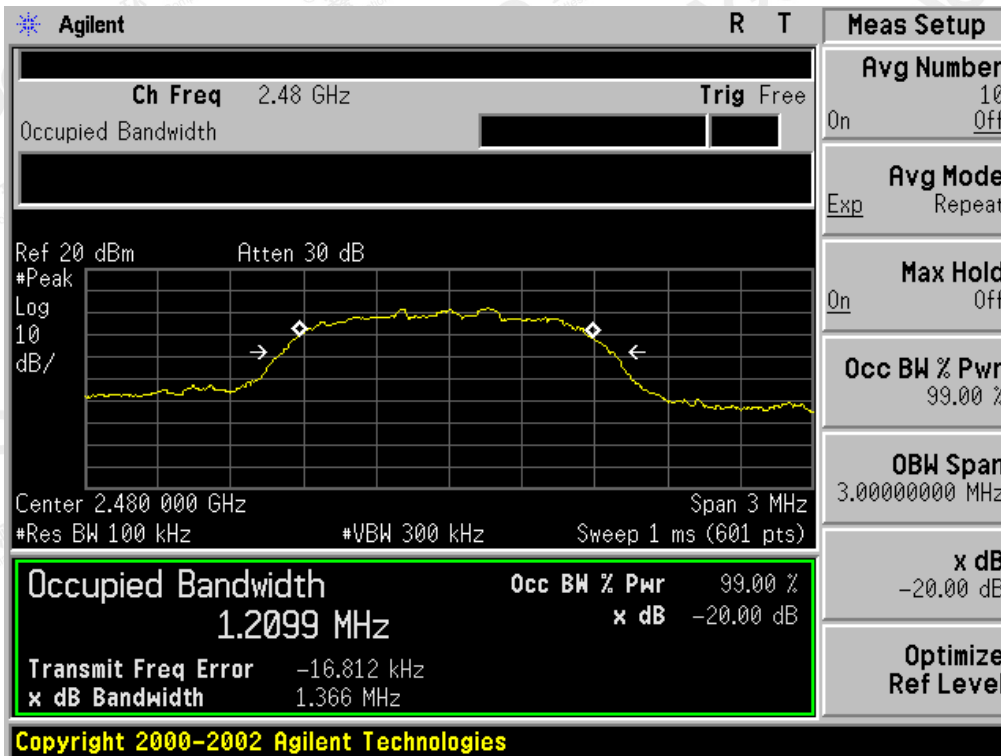 Agilent R T
Ch Freq 2.48 GHz Trig Free
Occupied Bandwidth
Ref 20 dBm Atten 30 dB
#Peak
Log
10
dB/
Center 2.480 000 GHz Span 3 MHz
#Res BW 100 kHz #VBW 300 kHz Sweep 1 ms (601 pts)
Occupied Bandwidth Occ BW % Pwr 99.00 %
1.2099 MHz x dB -20.00 dB
Transmit Freq Error -16.812 kHz
x dB Bandwidth 1.366 MHz
Copyright 2000-2002 Agilent Technologies
Meas Setup
Avg Number
10
On Off
Avg Mode
Exp Repeat
Max Hold
On Off
Occ BW % Pwr
99.00 %
OBW Span
3.00000000 MHz
x dB
-20.00 dB
Optimize
Ref Level